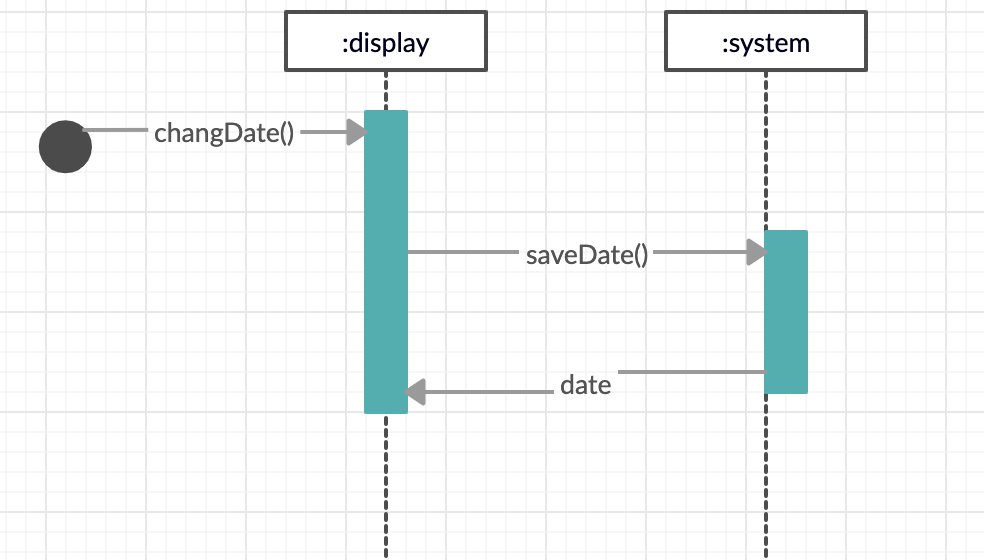 :display
:system
changDate()
saveDate()
date